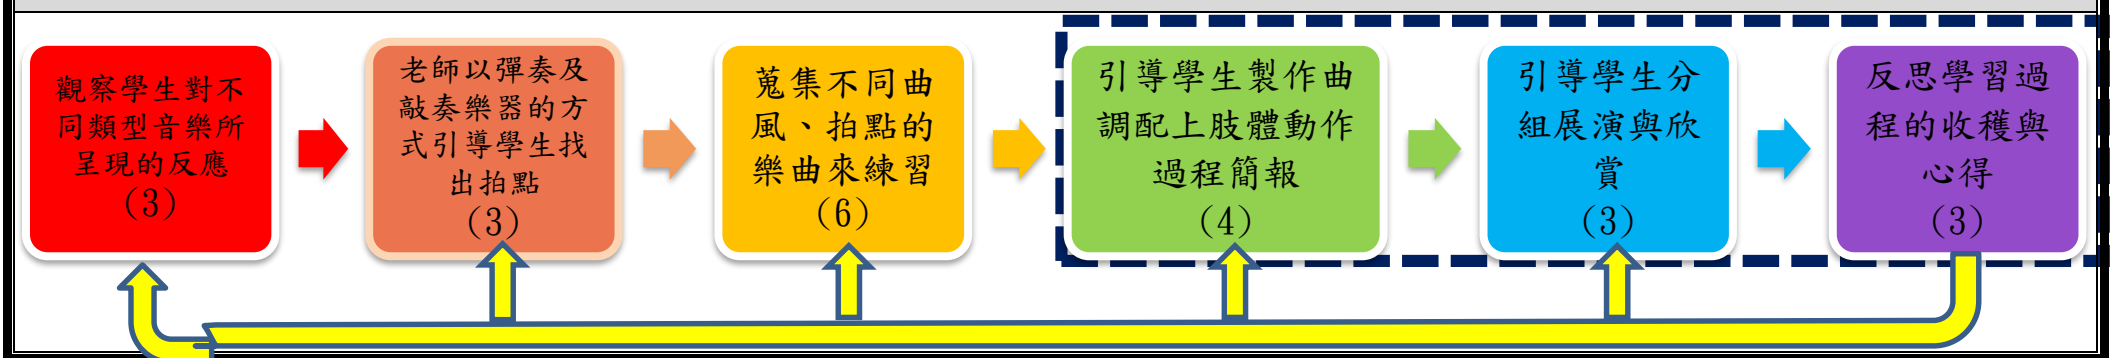 觀察學生對不
同類型音樂所
呈現的反應
(3)
老師以彈奏及
敲奏樂器的方
式引導學生找
出拍點
(3)
蒐集不同曲
風、拍點的
樂曲來練習
(6)
引導學生製作曲
調配上肢體動作
過程簡報
(4)
引導學生分
組展演與欣
賞
(3)
反思學習過
程的收穫與
心得
(3)